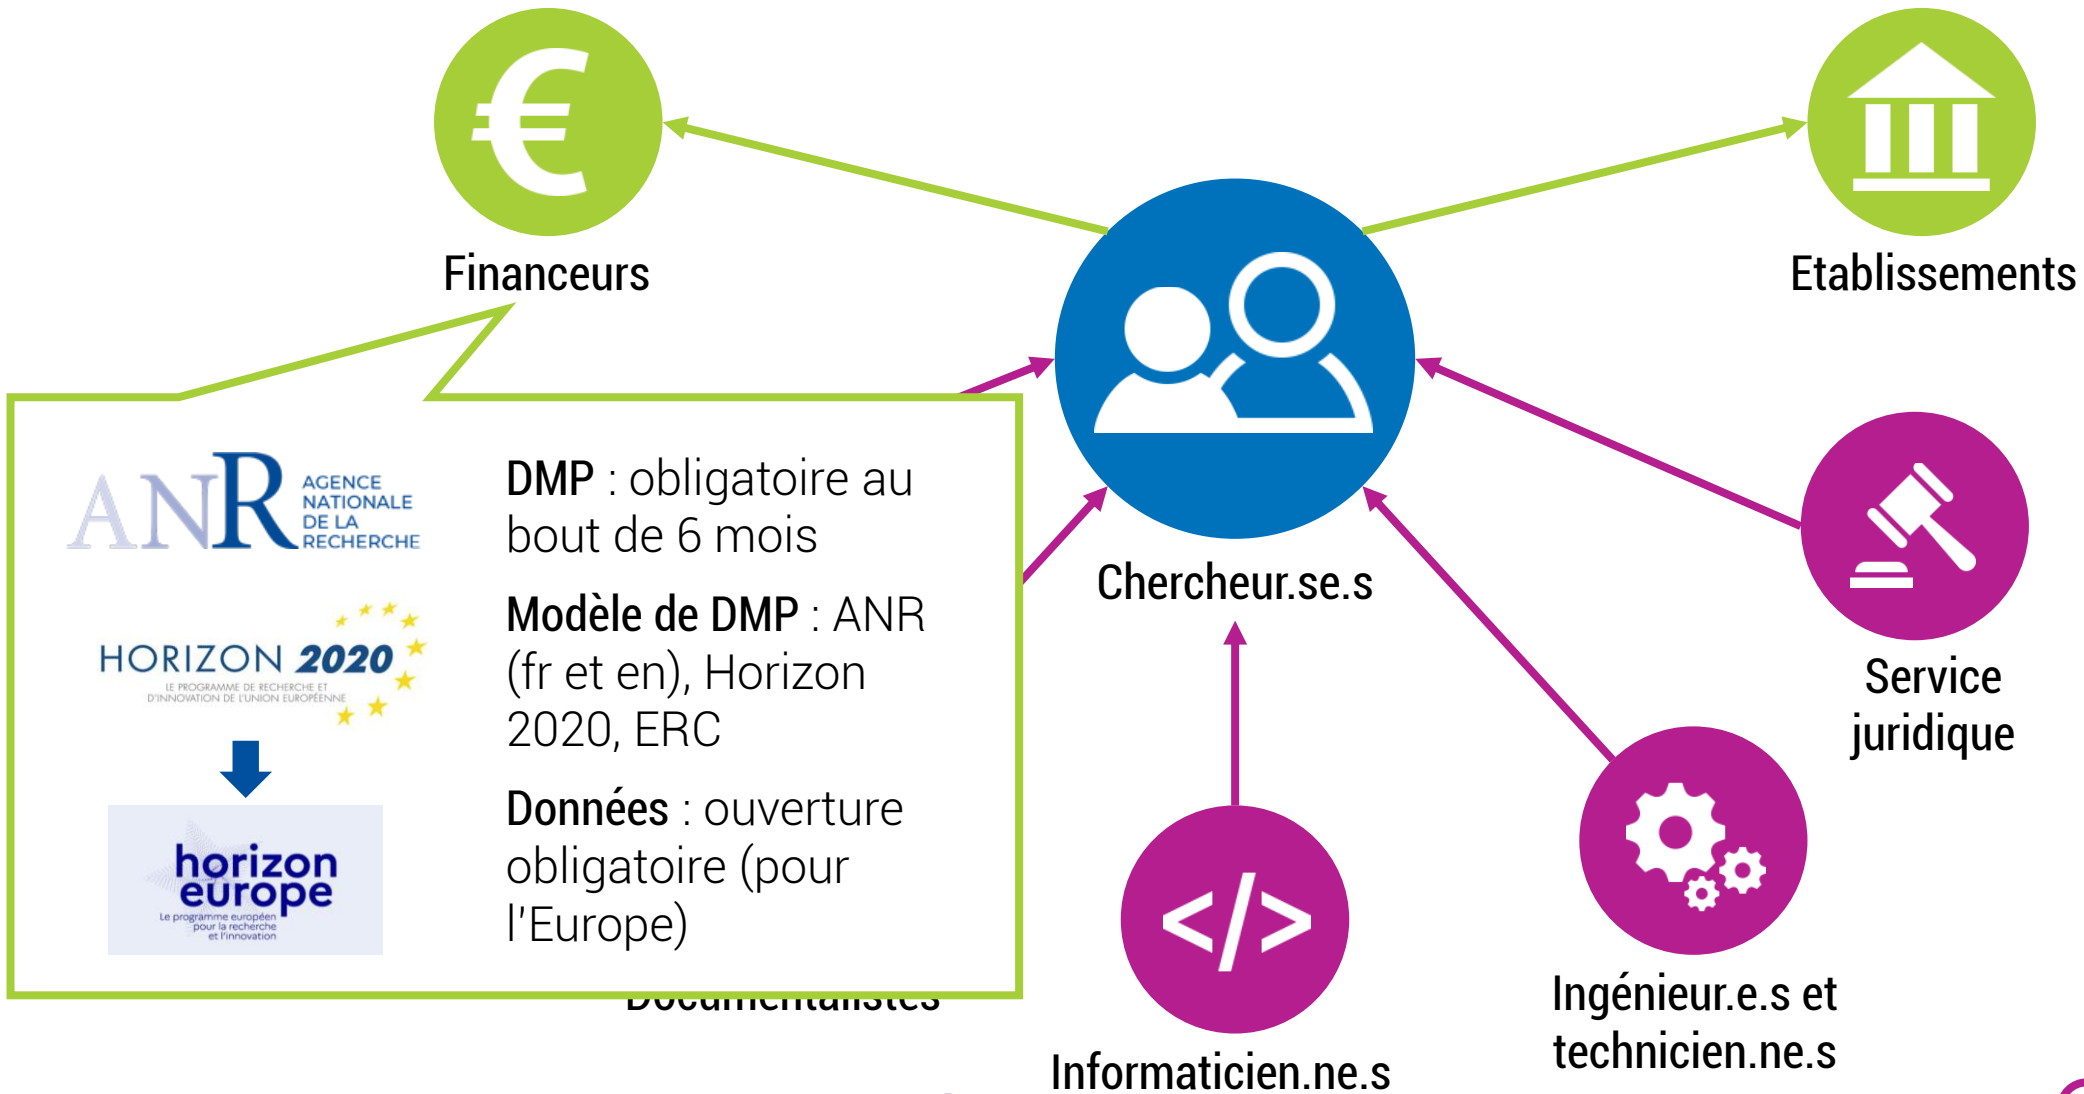 €
Financeurs
Etablissements
ANR
AGENCE
NATIONALE
DE LA
RECHERCHE
HORIZON 2020
LE PROGRAMME DE RECHERCHE ET
D'INNOVATION DE L'UNION EUROPÉENNE
horizon
europe
Le programme européen
pour la recherche
et l'innovation
DMP : obligatoire au
bout de 6 mois
Modèle de DMP : ANR
(fr et en), Horizon
2020, ERC
Données : ouverture
obligatoire (pour
l'Europe)
Chercheur.se.s
Service
juridique
</>
Documentalistes
Ingénieur.e.s et
technicien.ne.s
Informaticien.ne.s